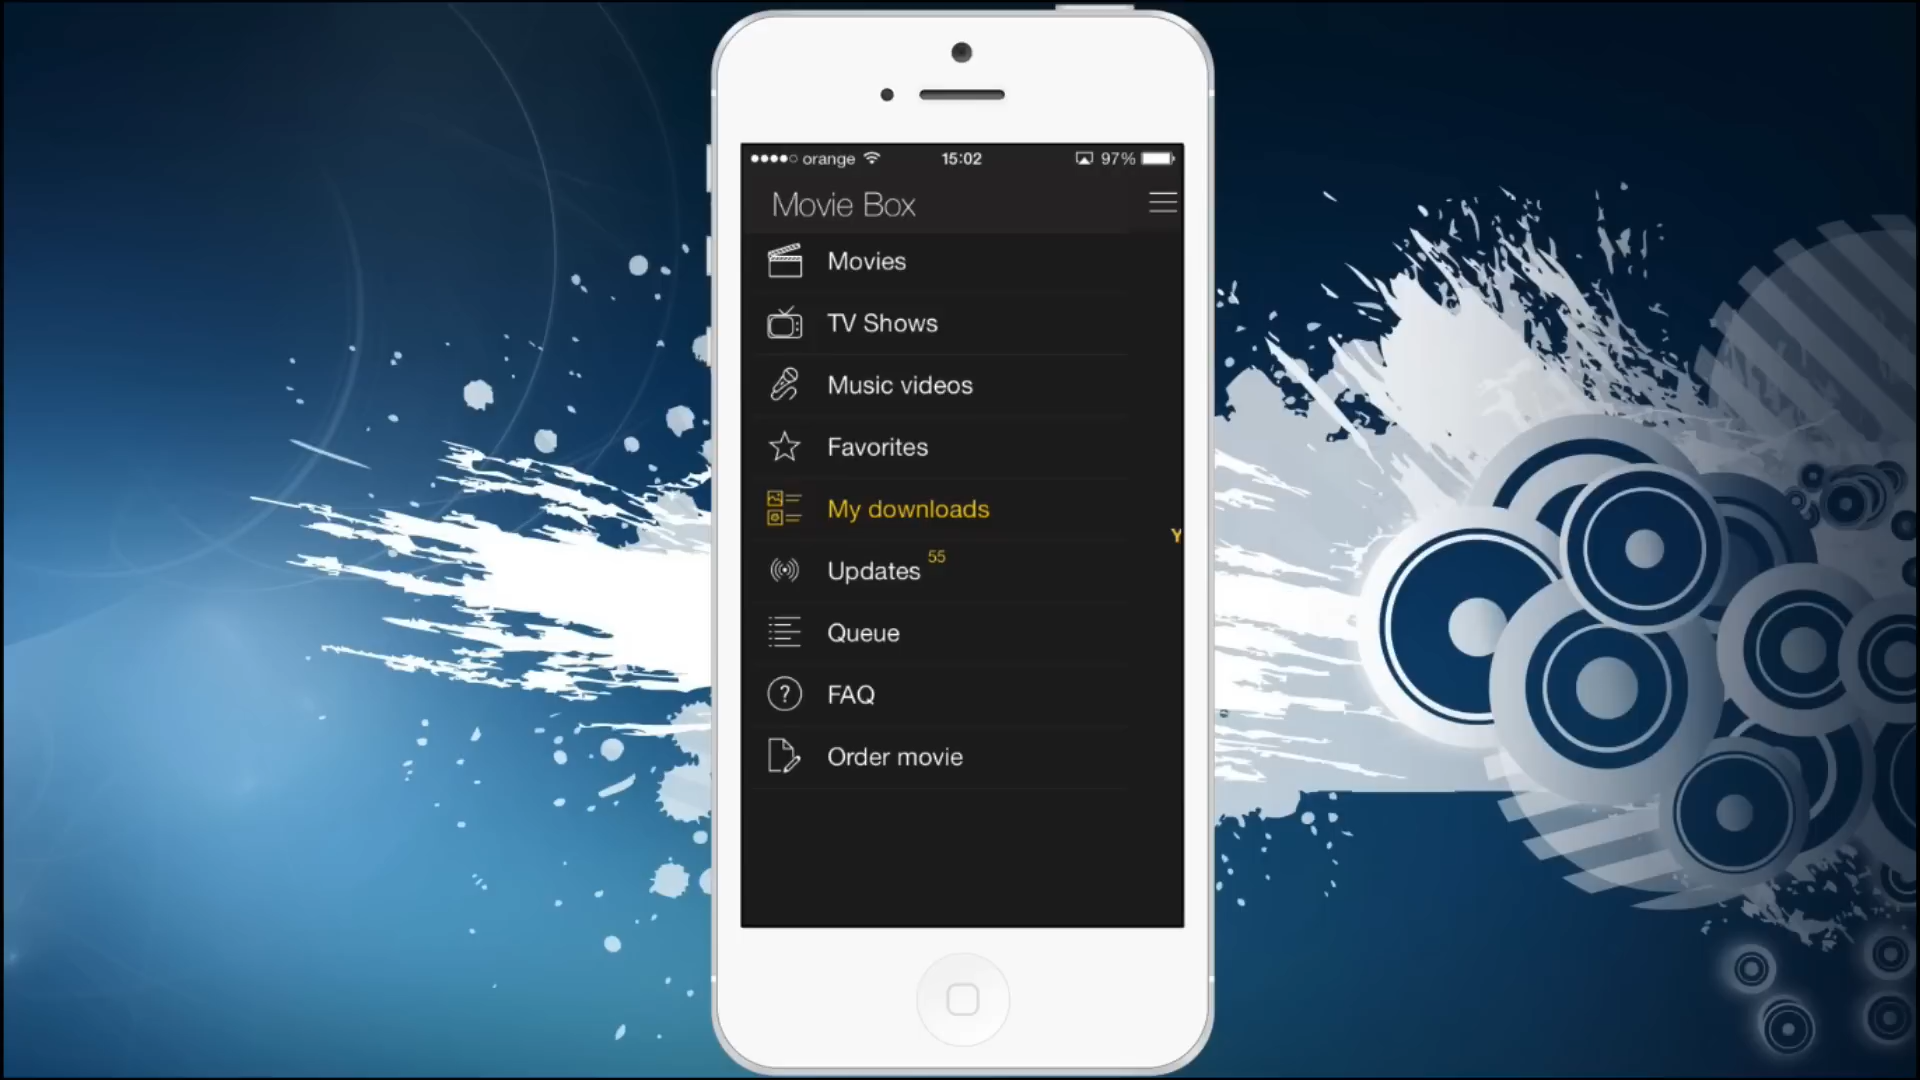 orange 15:02 97%
Movie Box
Movies
TV Shows
Music videos
Favorites
My downloads
Y
Updates 55
Queue
? FAQ
Order movie